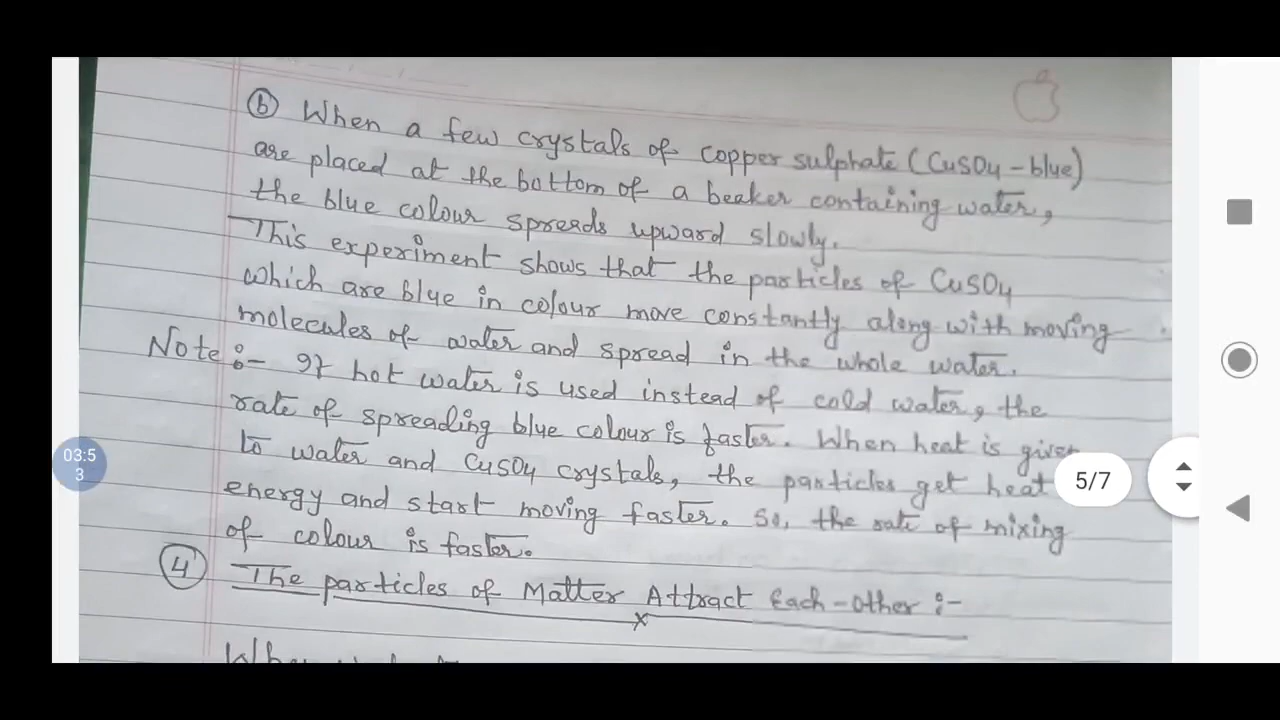 ⓑ When a few crystals of copper sulphate (CuSO4 - blue)
are placed at the bottom of a beaker containing water,
the blue colour spreads upward slowly.
This experiment shows that the particles of CuSO4
which are blue in colour move constantly along with moving
molecules of water and spread in the whole water.
Note :- If hot water is used instead of cold water, the
rate of spreading blue colour is faster. When heat is given
to water and CuSO4 crystals, the particles get heat
energy and start moving faster. So, the rate of mixing
of colour is faster.
④ The particles of Matter Attract Each-other :-
03:5
3
5/7